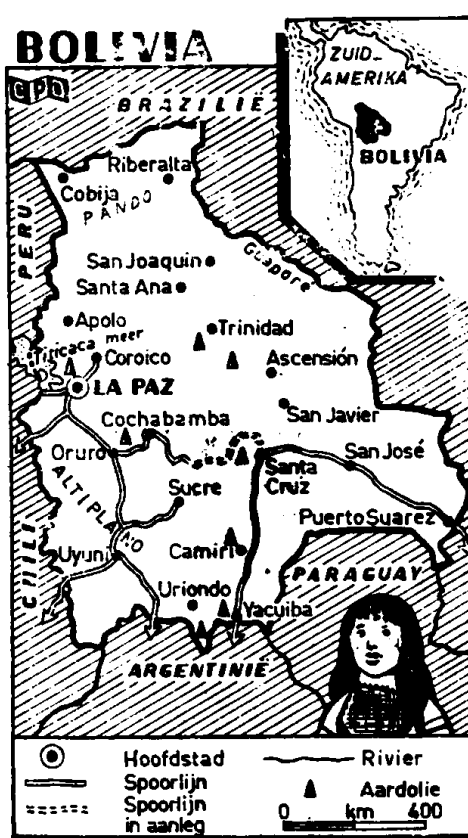 BOLIVIA
cpb
ZUID-
AMERIKA
BOLIVIA
BRAZILIË
Riberalta
Cobija
PANDO
PERU
San Joaquin
Guapore
Santa Ana
Apolo
Trinidad
Titicaca meer
Coroico
Ascensión
LA PAZ
San Javier
Cochabamba
Oruro
San José
Santa
Cruz
ALTIPLANO
Sucre
Puerto Suarez
CHILI
Uyuni
Camiri
PARAGUAY
Uriondo
Yacuiba
ARGENTINIË
Hoofdstad
Rivier
Spoorlijn
Aardolie
Spoorlijn
in aanleg
0 km 400